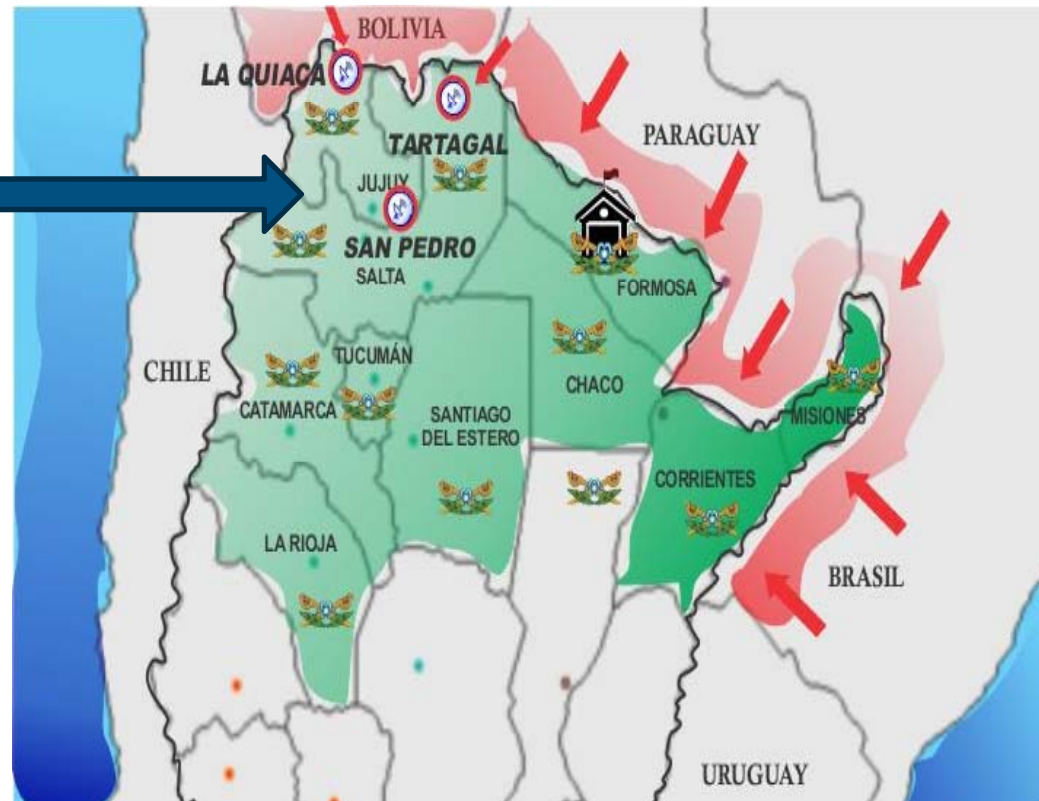 BOLIVIA
LA QUIACA
TARTAGAL
PARAGUAY
JUJUY
SAN PEDRO
SALTA
FORMOSA
CHILE
TUCUMÁN
CHACO
CATAMARCA
SANTIAGO
DEL ESTERO
MISIONES
CORRIENTES
LA RIOJA
BRASIL
URUGUAY